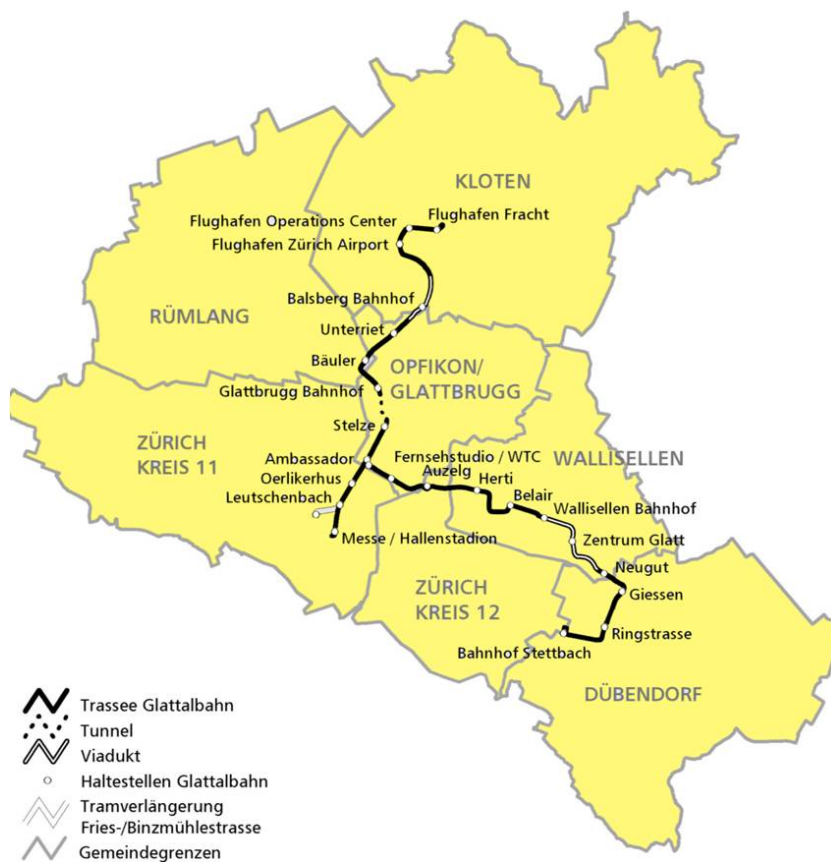 KLOTEN
Flughafen Operations Center
Flughafen Fracht
Flughafen Zürich Airport
Balsberg Bahnhof
RÜMLANG
Unterriet
Bäuler
OPFIKON/
GLATTBRUGG
Glattbrugg Bahnhof
Stelze
ZÜRICH
KREIS 11
Ambassador
Fernsehstudio / WTC
WALLISELLEN
Auzelg
Oerlikerhus
Herti
Leutschenbach
Belair
Wallisellen Bahnhof
Messe / Hallenstadion
Zentrum Glatt
Neugut
ZÜRICH
KREIS 12
Giessen
Ringstrasse
Bahnhof Stettbach
DÜBENDORF
Trassee Glattalbahn
Tunnel
Viadukt
Haltestellen Glattalbahn
Tramverlängerung
Fries-/Binzmühlestrasse
Gemeindegrenzen